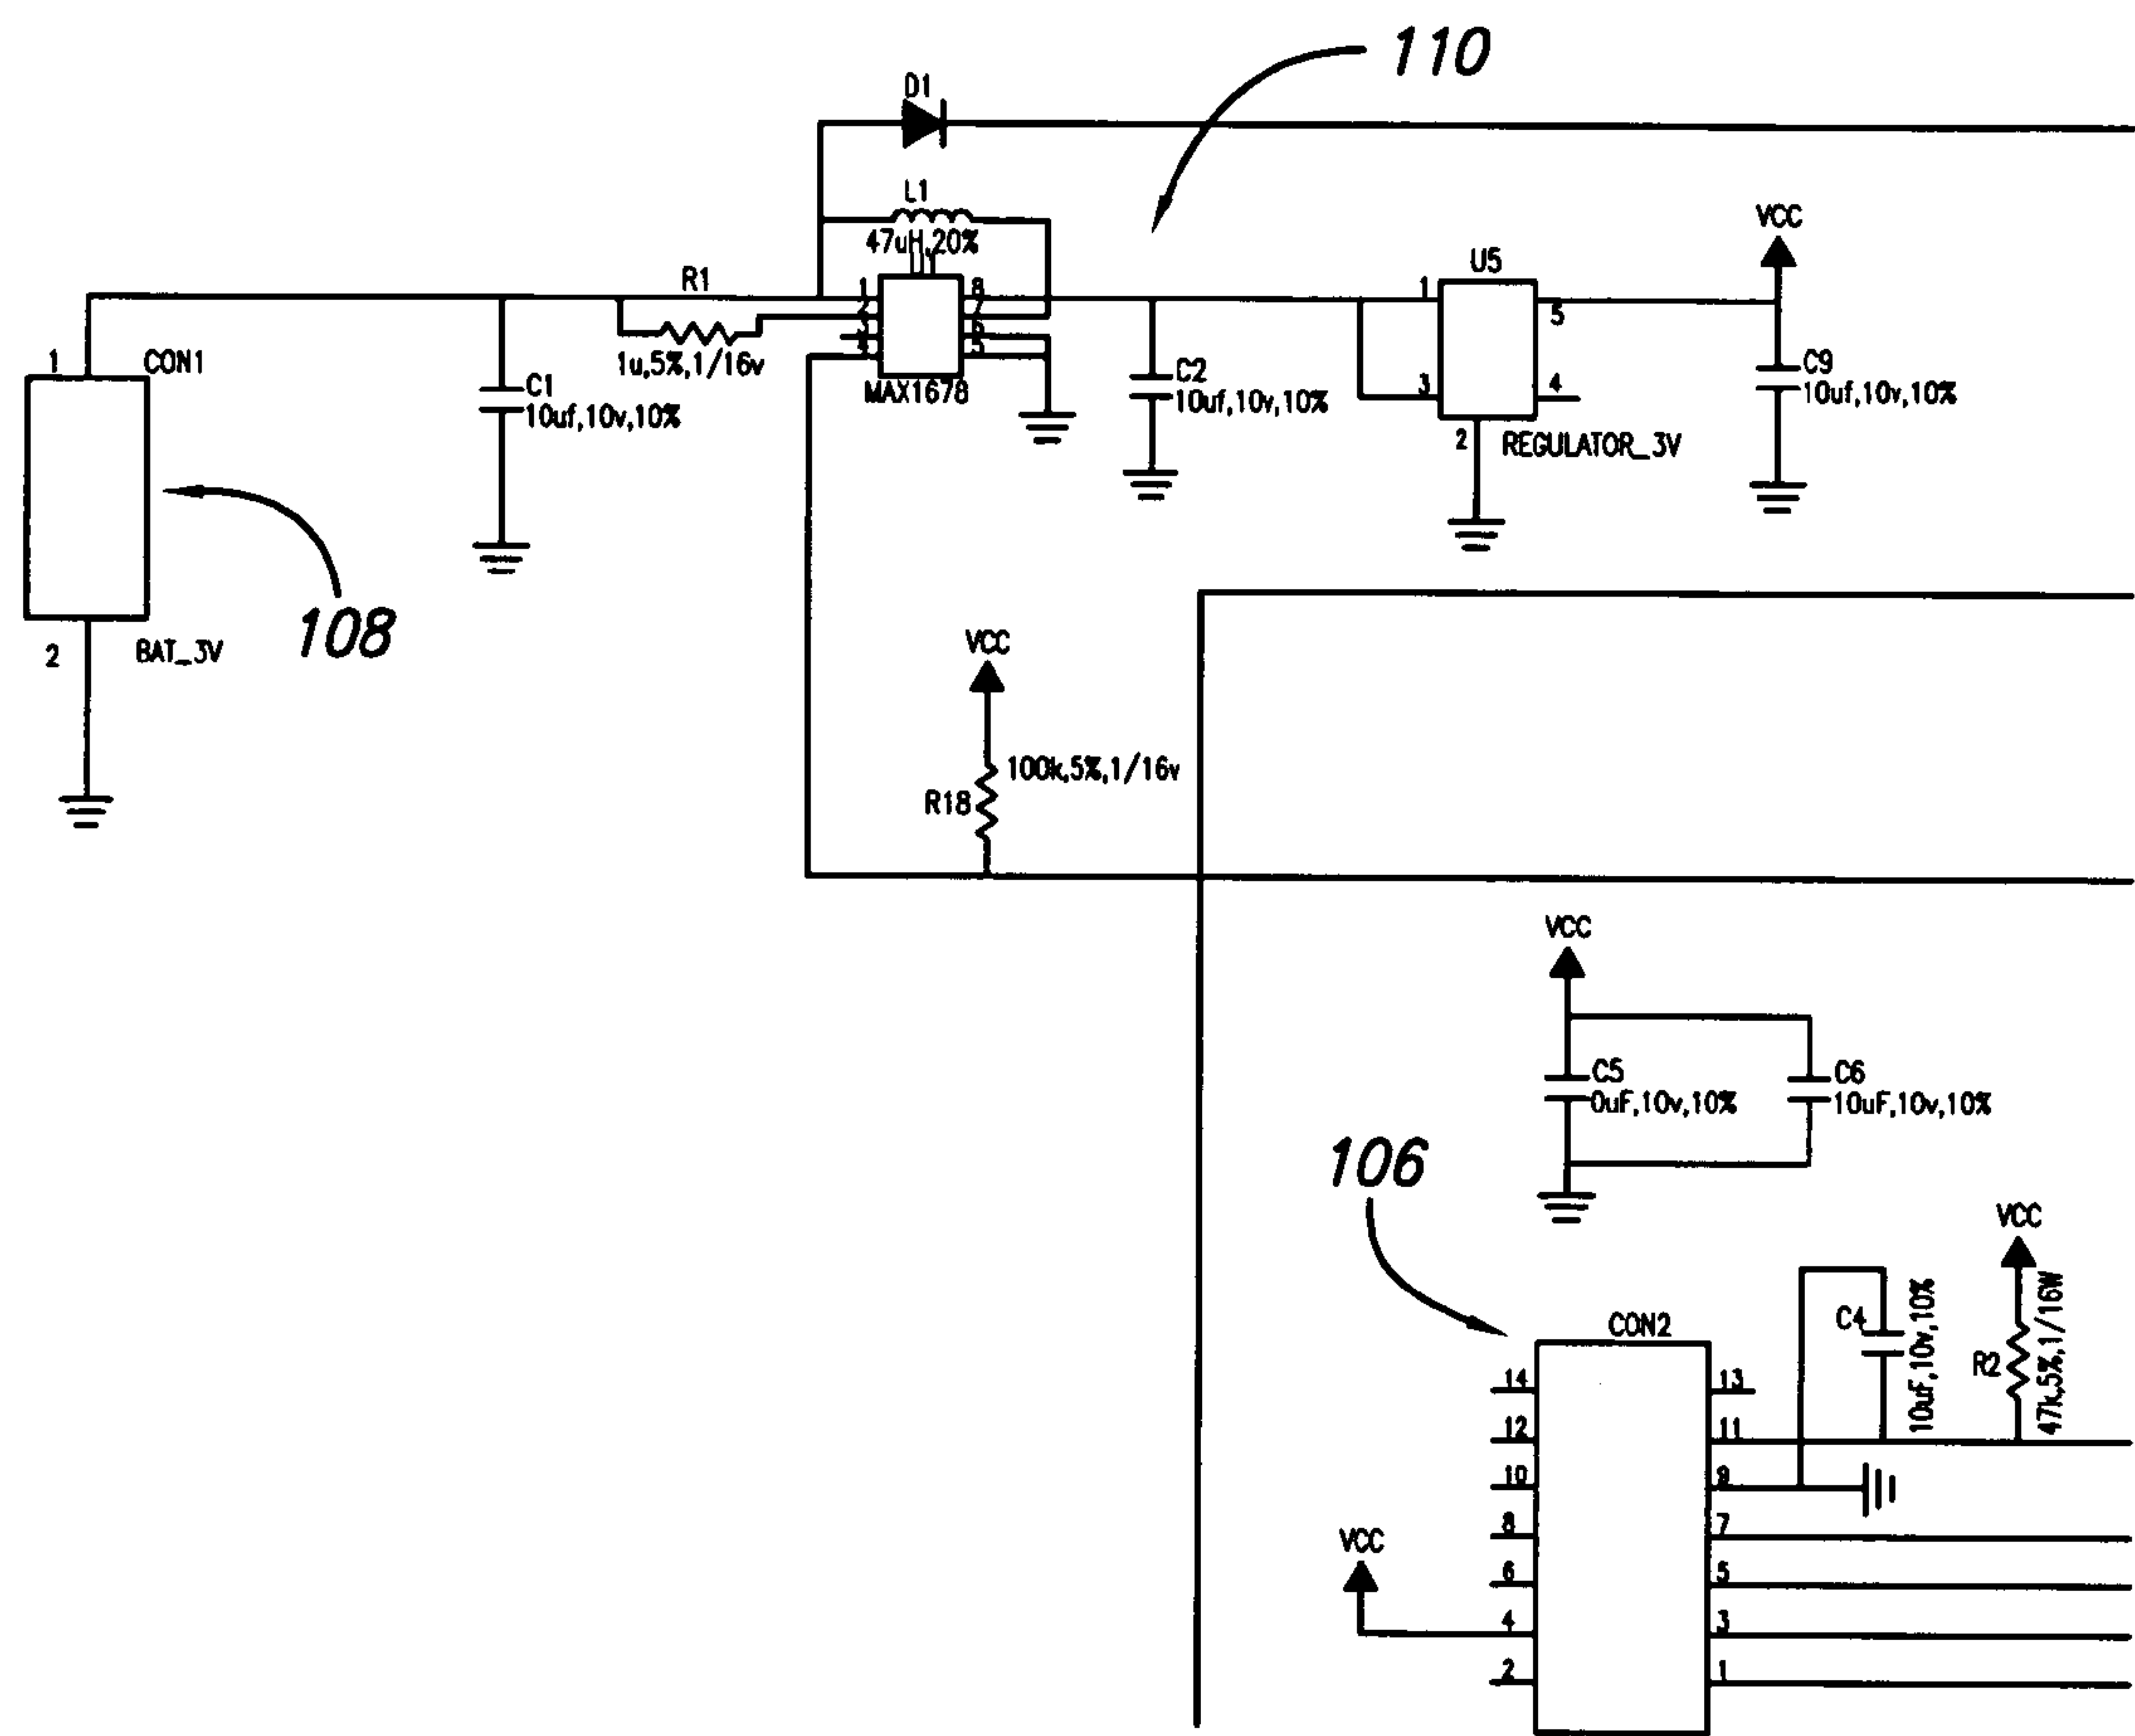 110
D1
L1
47uH,20%
VCC
U5
R1
1
2
3
4
8
7
6
5
1
5
1
CON1
1u,5%,1/16v
MAX1678
C1
10uf,10v,10%
C2
10uf,10v,10%
3
4
C9
10uf,10v,10%
2
REGULATOR_3V
108
2
BAT_3V
VCC
100k,5%,1/16v
R18
VCC
C5
0uF,10v,10%
C6
10uF,10v,10%
106
VCC
CON2
C4
10uF,10v,10%
R2
47k,5%,1/16W
14
13
12
11
10
9
8
7
VCC
6
5
4
3
2
1